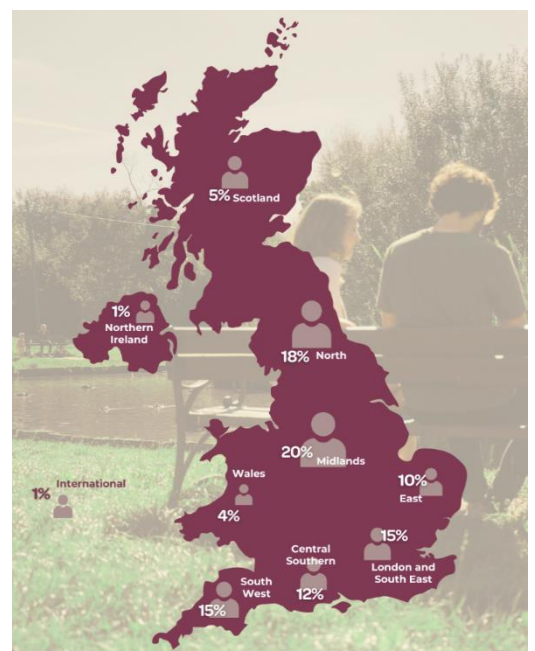 5% Scotland
1%
Northern
Ireland
18% North
20% Midlands
Wales
4%
10%
East
1% International
15%
London and
South East
Central
Southern
12%
South
West
15%